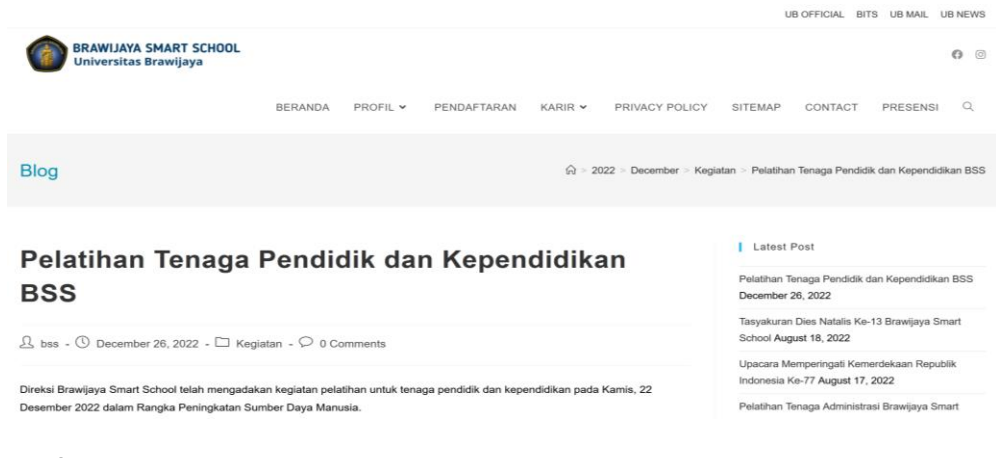 UB OFFICIAL BITS UB MAIL UB NEWS
BRAWIJAYA SMART SCHOOL
Universitas Brawijaya
BERANDA PROFIL PENDAFTARAN KARIR PRIVACY POLICY SITEMAP CONTACT PRESENSI
Blog
> 2022 > December > Kegiatan > Pelatihan Tenaga Pendidik dan Kependidikan BSS
Pelatihan Tenaga Pendidik dan Kependidikan
BSS
bss - December 26, 2022 - Kegiatan - 0 Comments
Direksi Brawijaya Smart School telah mengadakan kegiatan pelatihan untuk tenaga pendidik dan kependidikan pada Kamis, 22
Desember 2022 dalam Rangka Peningkatan Sumber Daya Manusia.
Latest Post
Pelatihan Tenaga Pendidik dan Kependidikan BSS
December 26, 2022
Tasyakuran Dies Natalis Ke-13 Brawijaya Smart
School August 18, 2022
Upacara Memperingati Kemerdekaan Republik
Indonesia Ke-77 August 17, 2022
Pelatihan Tenaga Administrasi Brawijaya Smart